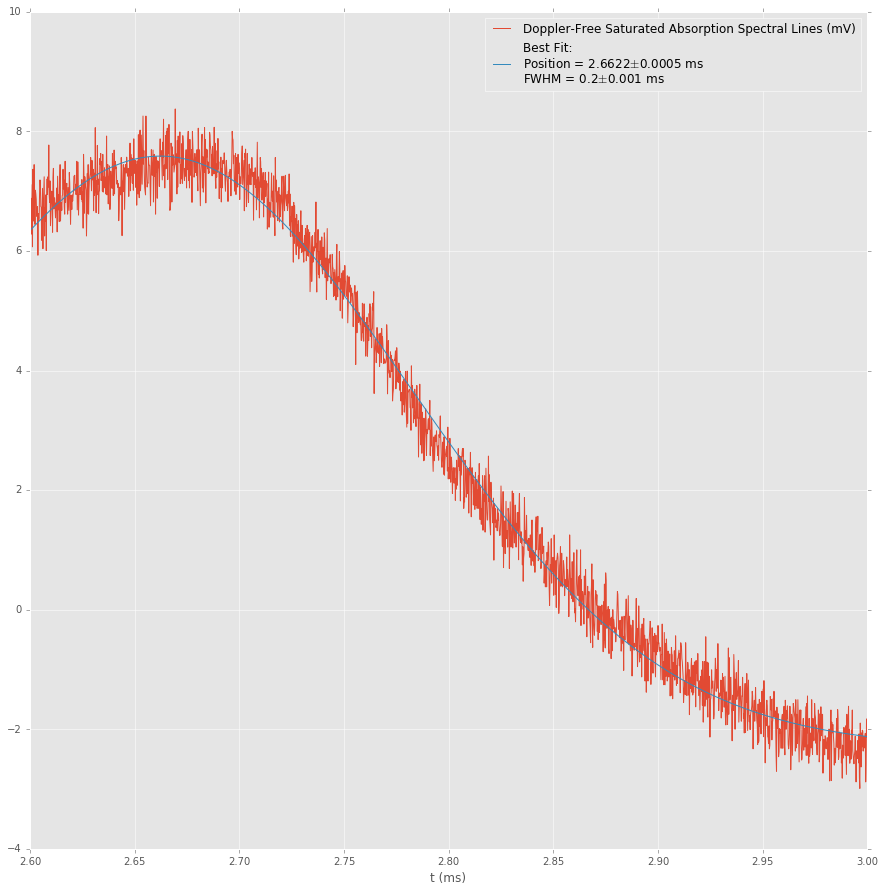 Doppler-Free Saturated Absorption Spectral Lines (mV)
Best Fit:
Position = 2.6622±0.0005 ms
FWHM = 0.2±0.001 ms
10
8
6
4
2
0
−2
−4
2.60 2.65 2.70 2.75 2.80 2.85 2.90 2.95 3.00
t (ms)